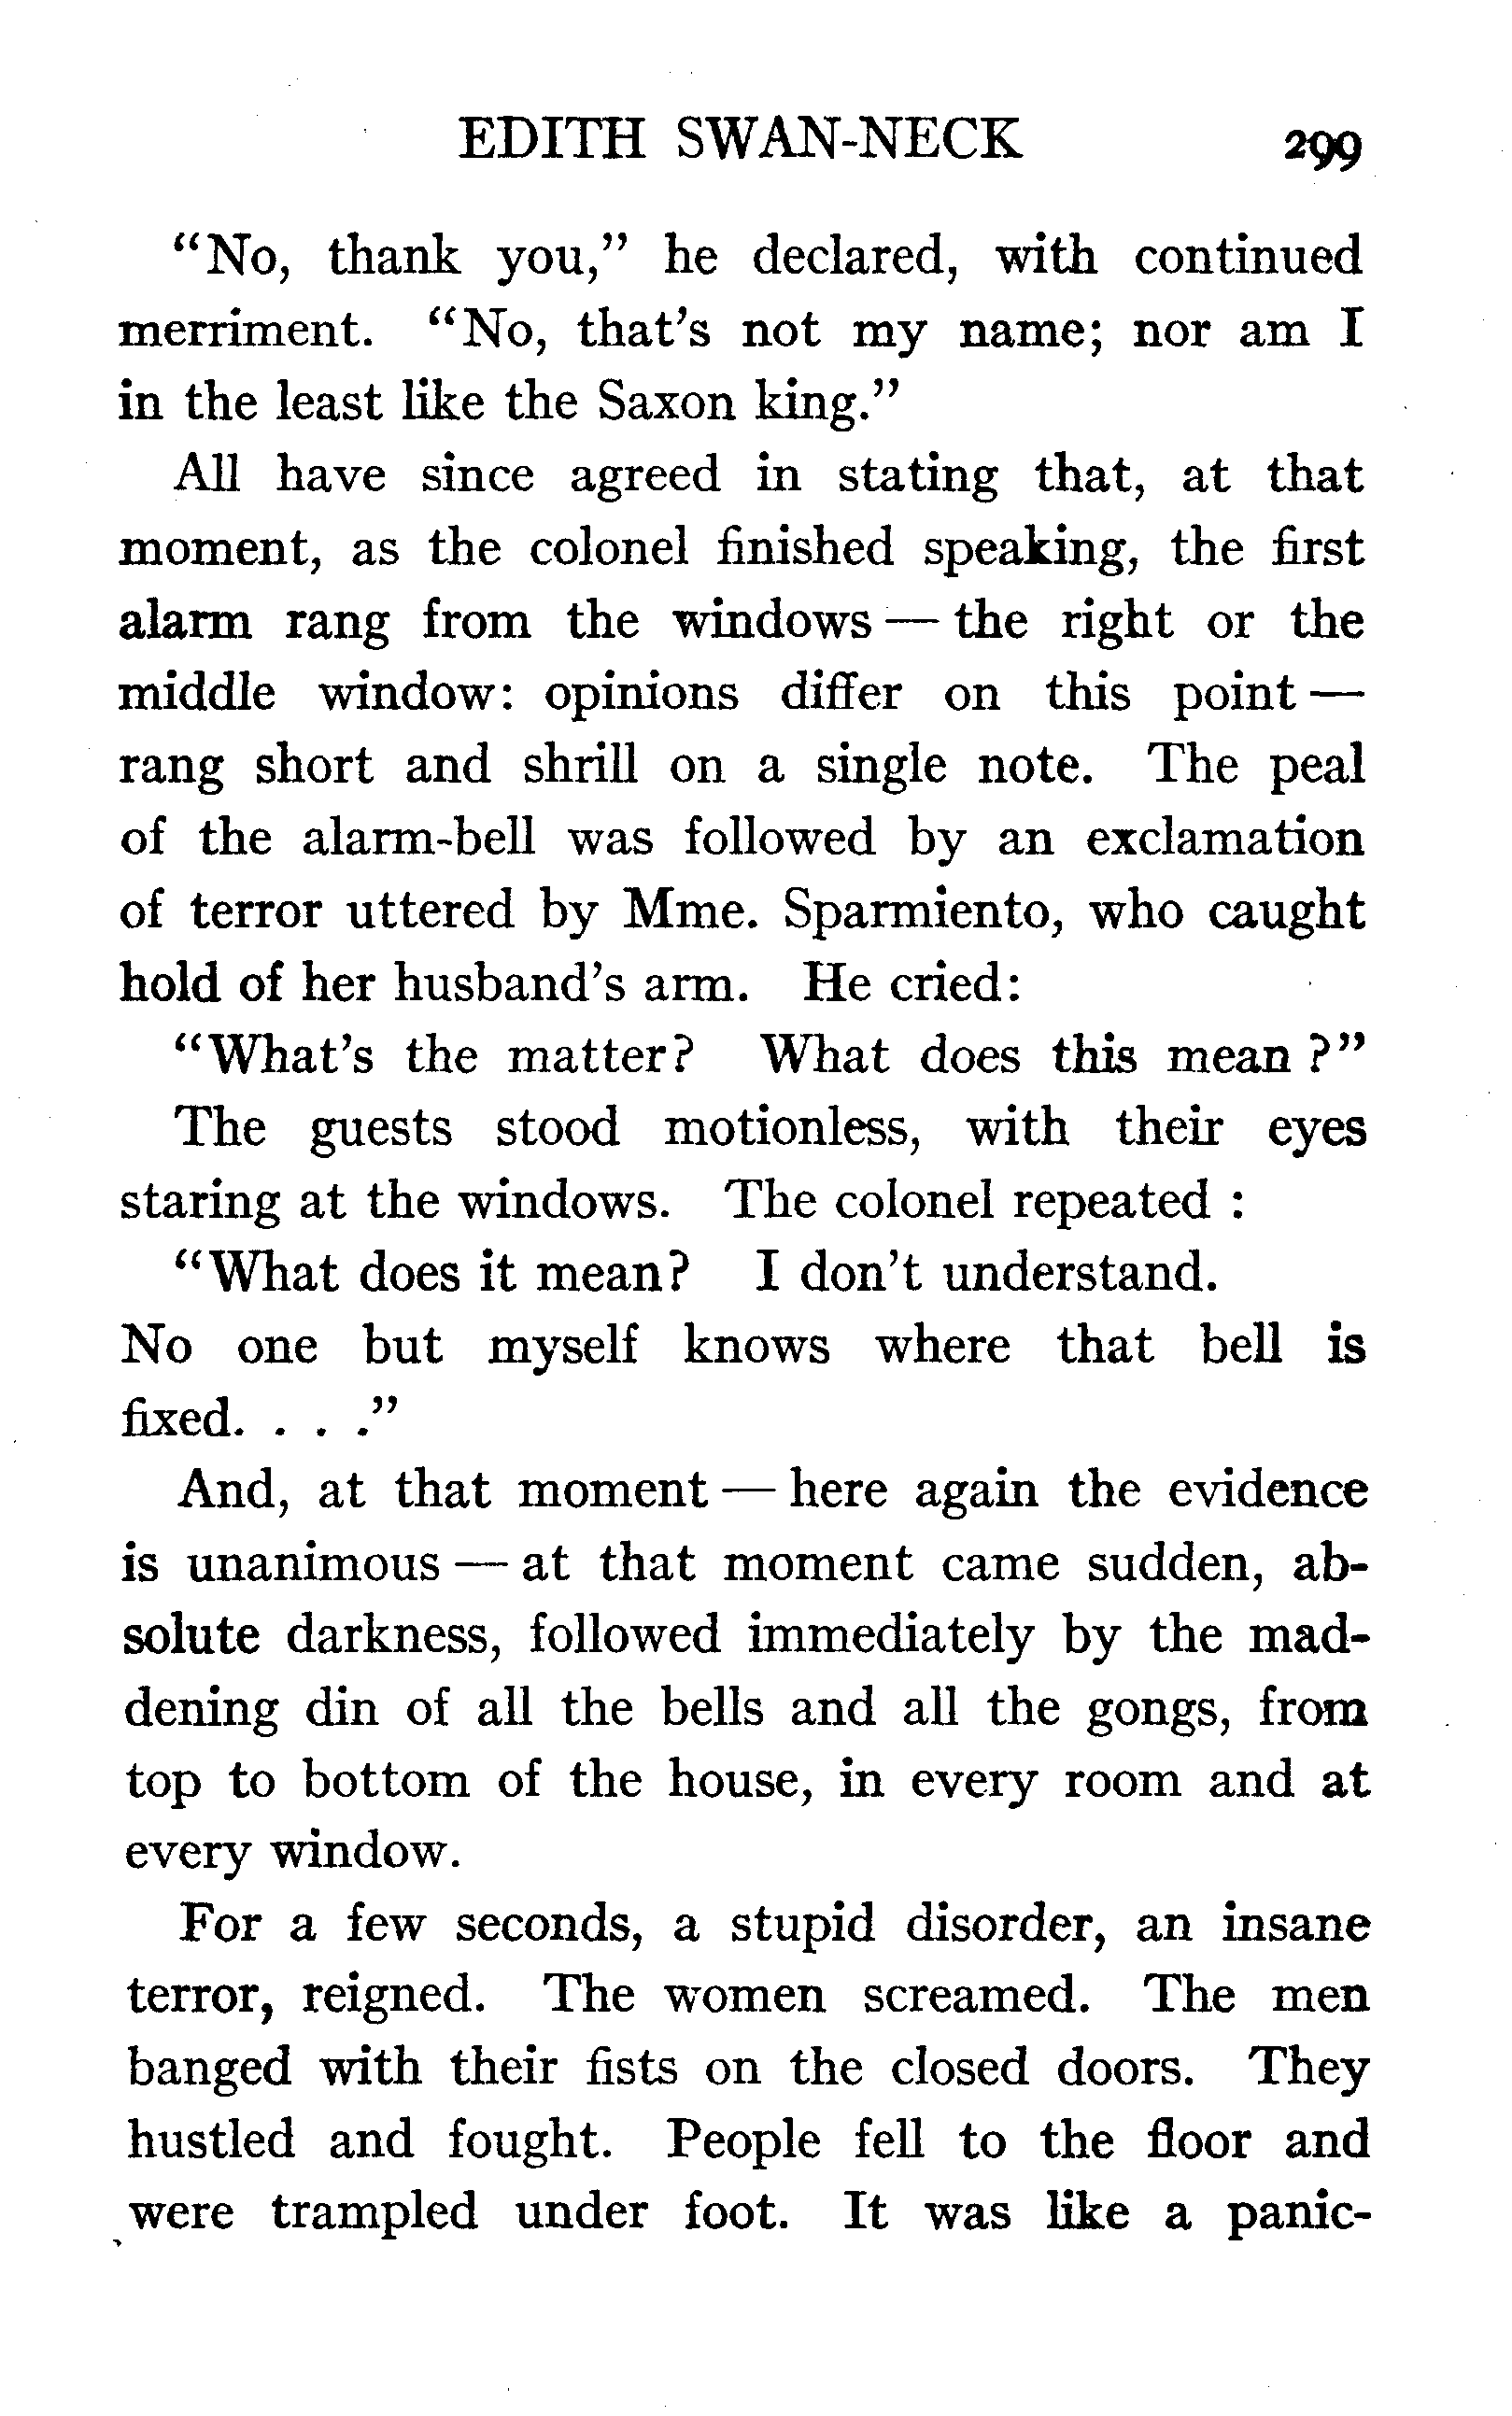 EDITH SWAN-NECK 299
“No, thank you,” he declared, with continued
merriment. “No, that’s not my name; nor am I
in the least like the Saxon king.”
All have since agreed in stating that, at that
moment, as the colonel finished speaking, the first
alarm rang from the windows — the right or the
middle window: opinions differ on this point —
rang short and shrill on a single note. The peal
of the alarm-bell was followed by an exclamation
of terror uttered by Mme. Sparmiento, who caught
hold of her husband’s arm. He cried:
“What’s the matter? What does this mean ?”
The guests stood motionless, with their eyes
staring at the windows. The colonel repeated :
“What does it mean? I don’t understand.
No one but myself knows where that bell is
fixed. . . .”
And, at that moment — here again the evidence
is unanimous — at that moment came sudden, ab-
solute darkness, followed immediately by the mad-
dening din of all the bells and all the gongs, from
top to bottom of the house, in every room and at
every window.
For a few seconds, a stupid disorder, an insane
terror, reigned. The women screamed. The men
banged with their fists on the closed doors. They
hustled and fought. People fell to the floor and
were trampled under foot. It was like a panic-